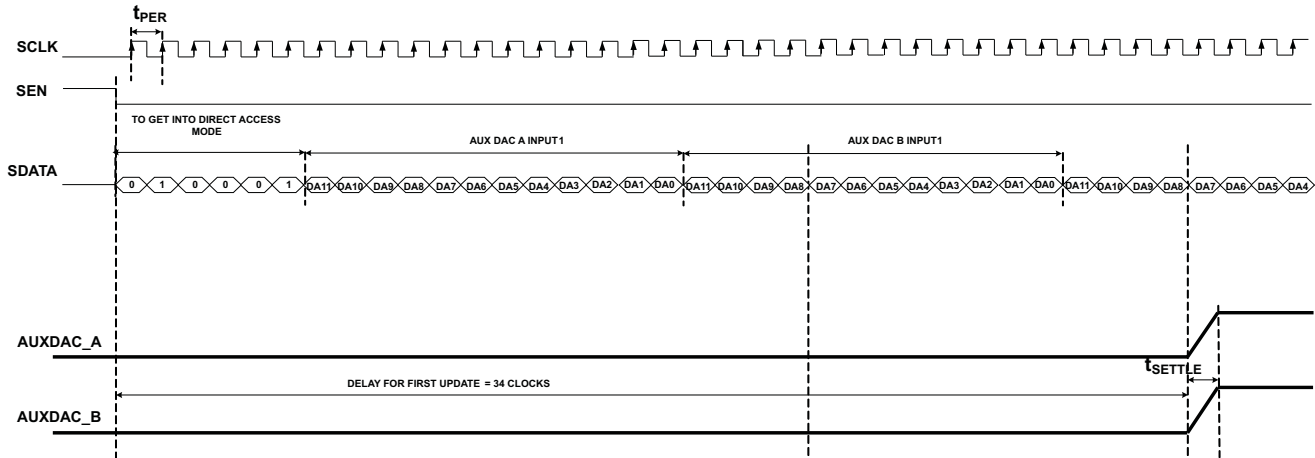 tPER
SCLK
SEN
TO GET INTO DIRECT ACCESS
MODE
AUX DAC A INPUT1
AUX DAC B INPUT1
SDATA
0 1 0 0 0 1 DA11 DA10 DA9 DA8 DA7 DA6 DA5 DA4 DA3 DA2 DA1 DA0 DA11 DA10 DA9 DA8 DA7 DA6 DA5 DA4 DA3 DA2 DA1 DA0 DA11 DA10 DA9 DA8 DA7 DA6 DA5 DA4
AUXDAC_A
tSETTLE
DELAY FOR FIRST UPDATE = 34 CLOCKS
AUXDAC_B